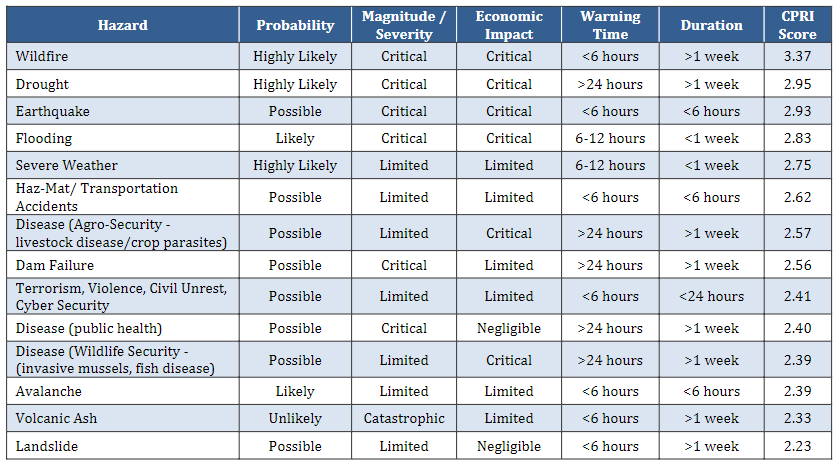 Hazard Probability Magnitude / Severity Economic Impact Warning Time Duration CPRI Score
Wildfire Highly Likely Critical Critical <6 hours >1 week 3.37
Drought Highly Likely Critical Critical >24 hours >1 week 2.95
Earthquake Possible Critical Critical <6 hours <6 hours 2.93
Flooding Likely Critical Critical 6-12 hours <1 week 2.83
Severe Weather Highly Likely Limited Limited 6-12 hours <1 week 2.75
Haz-Mat/ Transportation
Accidents Possible Limited Limited <6 hours <6 hours 2.62
Disease (Agro-Security -
livestock disease/crop parasites) Possible Limited Critical >24 hours >1 week 2.57
Dam Failure Possible Critical Limited >24 hours >1 week 2.56
Terrorism, Violence, Civil Unrest,
Cyber Security Possible Limited Limited <6 hours <24 hours 2.41
Disease (public health) Possible Critical Negligible >24 hours >1 week 2.40
Disease (Wildlife Security -
(invasive mussels, fish disease) Possible Limited Critical >24 hours >1 week 2.39
Avalanche Likely Limited Limited <6 hours <6 hours 2.39
Volcanic Ash Unlikely Catastrophic Limited <6 hours >1 week 2.33
Landslide Possible Limited Negligible <6 hours >1 week 2.23